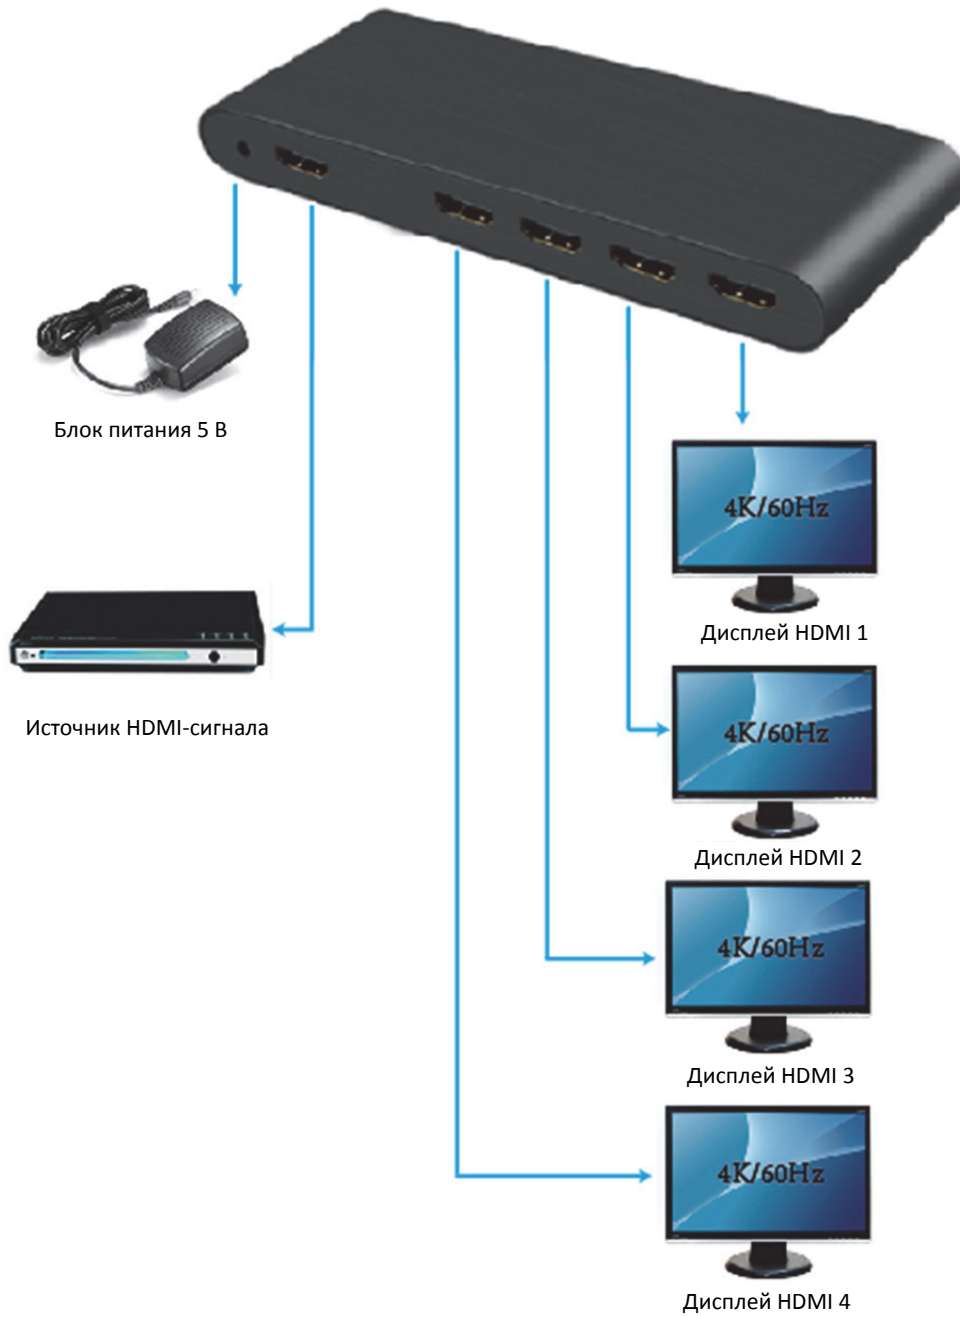 Блок питания 5 В
4K/60Hz
Дисплей HDMI 1
Источник HDMI-сигнала
4K/60Hz
Дисплей HDMI 2
4K/60Hz
Дисплей HDMI 3
4K/60Hz
Дисплей HDMI 4